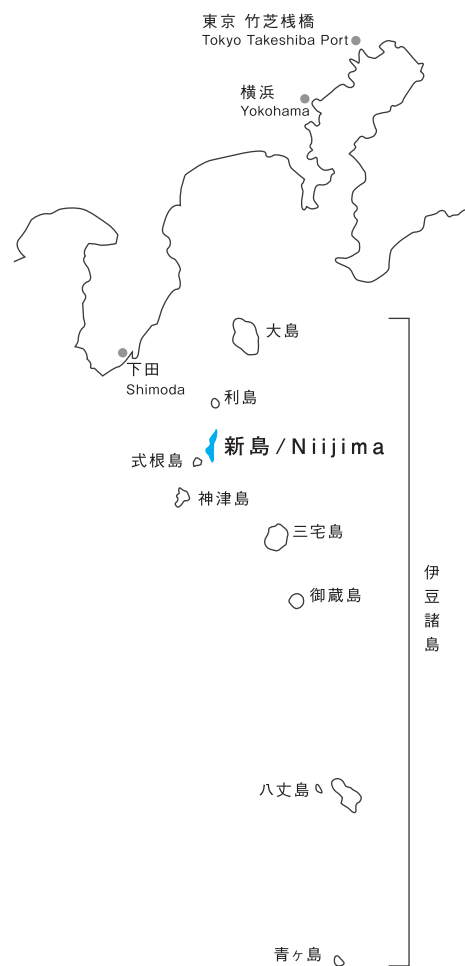 東京 竹芝桟橋
Tokyo Takeshiba Port
横浜
Yokohama
下田
Shimoda
大島
利島
新島/Niijima
式根島
神津島
三宅島
御蔵島
伊豆諸島
八丈島
青ヶ島